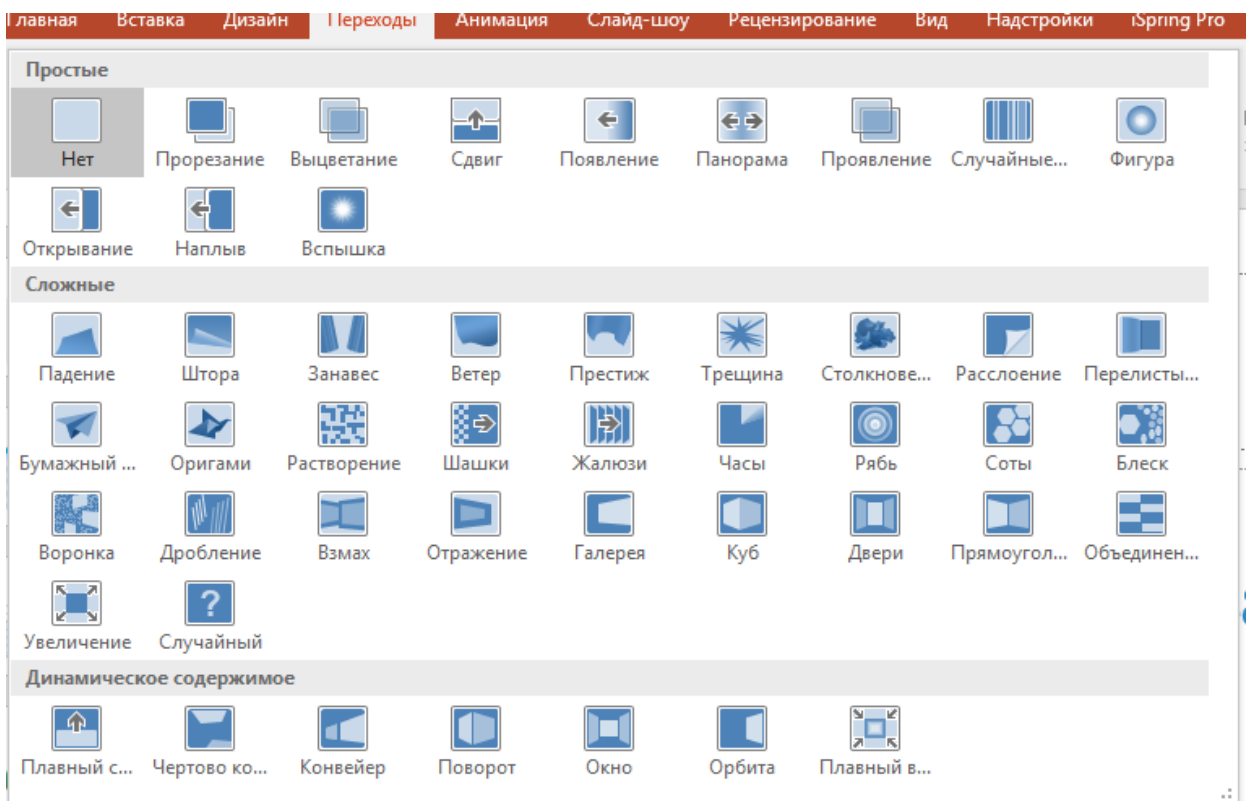 Главная Вставка Дизайн Переходы Анимация Слайд-шоу Рецензирование Вид Надстройки iSpring Pro
Простые
Нет Прорезание Выцветание Сдвиг Появление Панорама Проявление Случайные... Фигура
Открывание Наплыв Вспышка
Сложные
Падение Штора Занавес Ветер Престиж Трещина Столкнове... Расслоение Перелисты...
Бумажный ... Оригами Растворение Шашки Жалюзи Часы Рябь Соты Блеск
Воронка Дробление Взмах Отражение Галерея Куб Двери Прямоугол... Объединен...
?
Увеличение Случайный
Динамическое содержимое
Плавный с... Чертово ко... Конвейер Поворот Окно Орбита Плавный в...